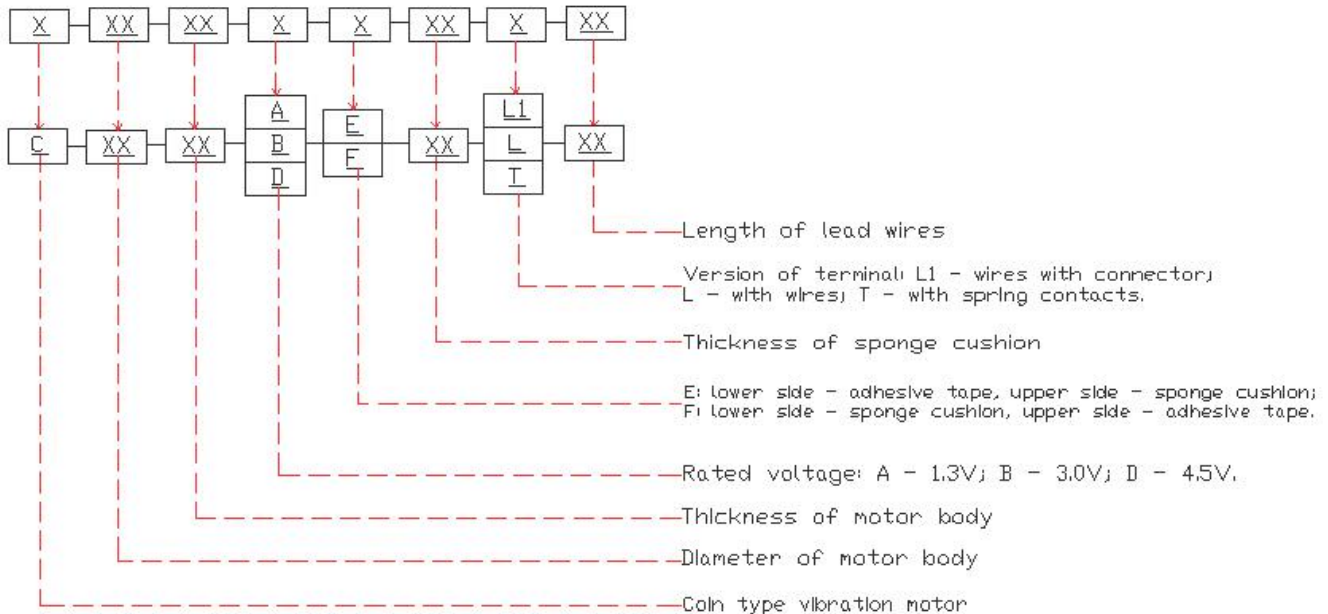 X XX XX X X XX X XX
A
L1
E
B
C XX XX XX L XX
F
D
T
Length of lead wires
Version of terminal: L1 - wires with connector;
L - with wires; T - with spring contacts.
Thickness of sponge cushion
E: lower side - adhesive tape, upper side - sponge cushion;
F: lower side - sponge cushion, upper side - adhesive tape.
Rated voltage: A - 1.3V; B - 3.0V; D - 4.5V.
Thickness of motor body
Diameter of motor body
Coin type vibration motor